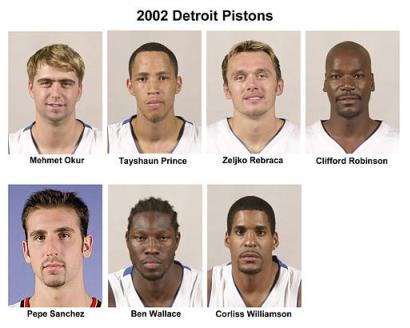 2002 Detroit Pistons
Mehmet Okur Tayshaun Prince Zeljko Rebraca Clifford Robinson
Pepe Sanchez Ben Wallace Corliss Williamson